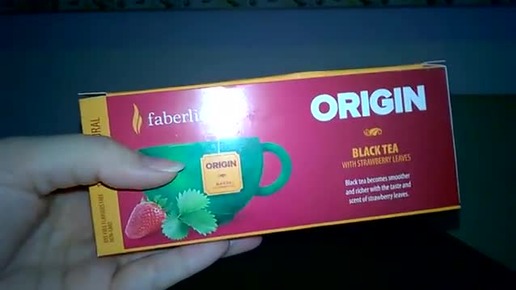 faberli
ORIGIN
BLACK TEA
WITH STRAWBERRY LEAVES
Black tea becomes smoother
and richer with the taste and
scent of strawberry leaves.
ORIGIN